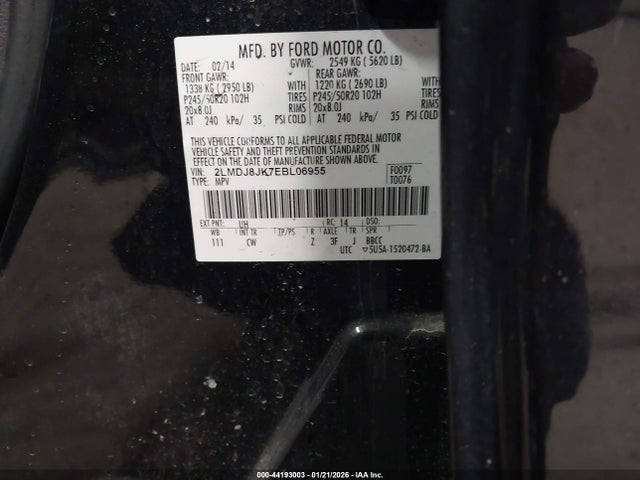 MFD. BY FORD MOTOR CO.
DATE: 02/14 GVWR: 2549 KG ( 5620 LB)
FRONT GAWR: REAR GAWR:
1338 KG ( 2950 LB) 1220 KG ( 2690 LB)
WITH WITH
P245/50R20 102H TIRES P245/50R20 102H TIRES
20x8.0J RIMS 20x8.0J RIMS
AT 240 kPa/ 35 PSI COLD AT 240 kPa/ 35 PSI COLD
THIS VEHICLE CONFORMS TO ALL APPLICABLE FEDERAL MOTOR
VEHICLE SAFETY AND THEFT PREVENTION STANDARDS IN
EFFECT ON THE DATE OF MANUFACTURE SHOWN ABOVE.
VIN: 2LMDJ8JK7EBL06955 F0097
TYPE: MPV T0076
EXT PNT: UH RC: 14 DSO:
WB INT TR TP/PS R AXLE TR SPR
111 CW Z 3F J BBCC
UTC 5U5A-1520472-BA
000-44193003 - 01/21/2026 - IAA Inc.